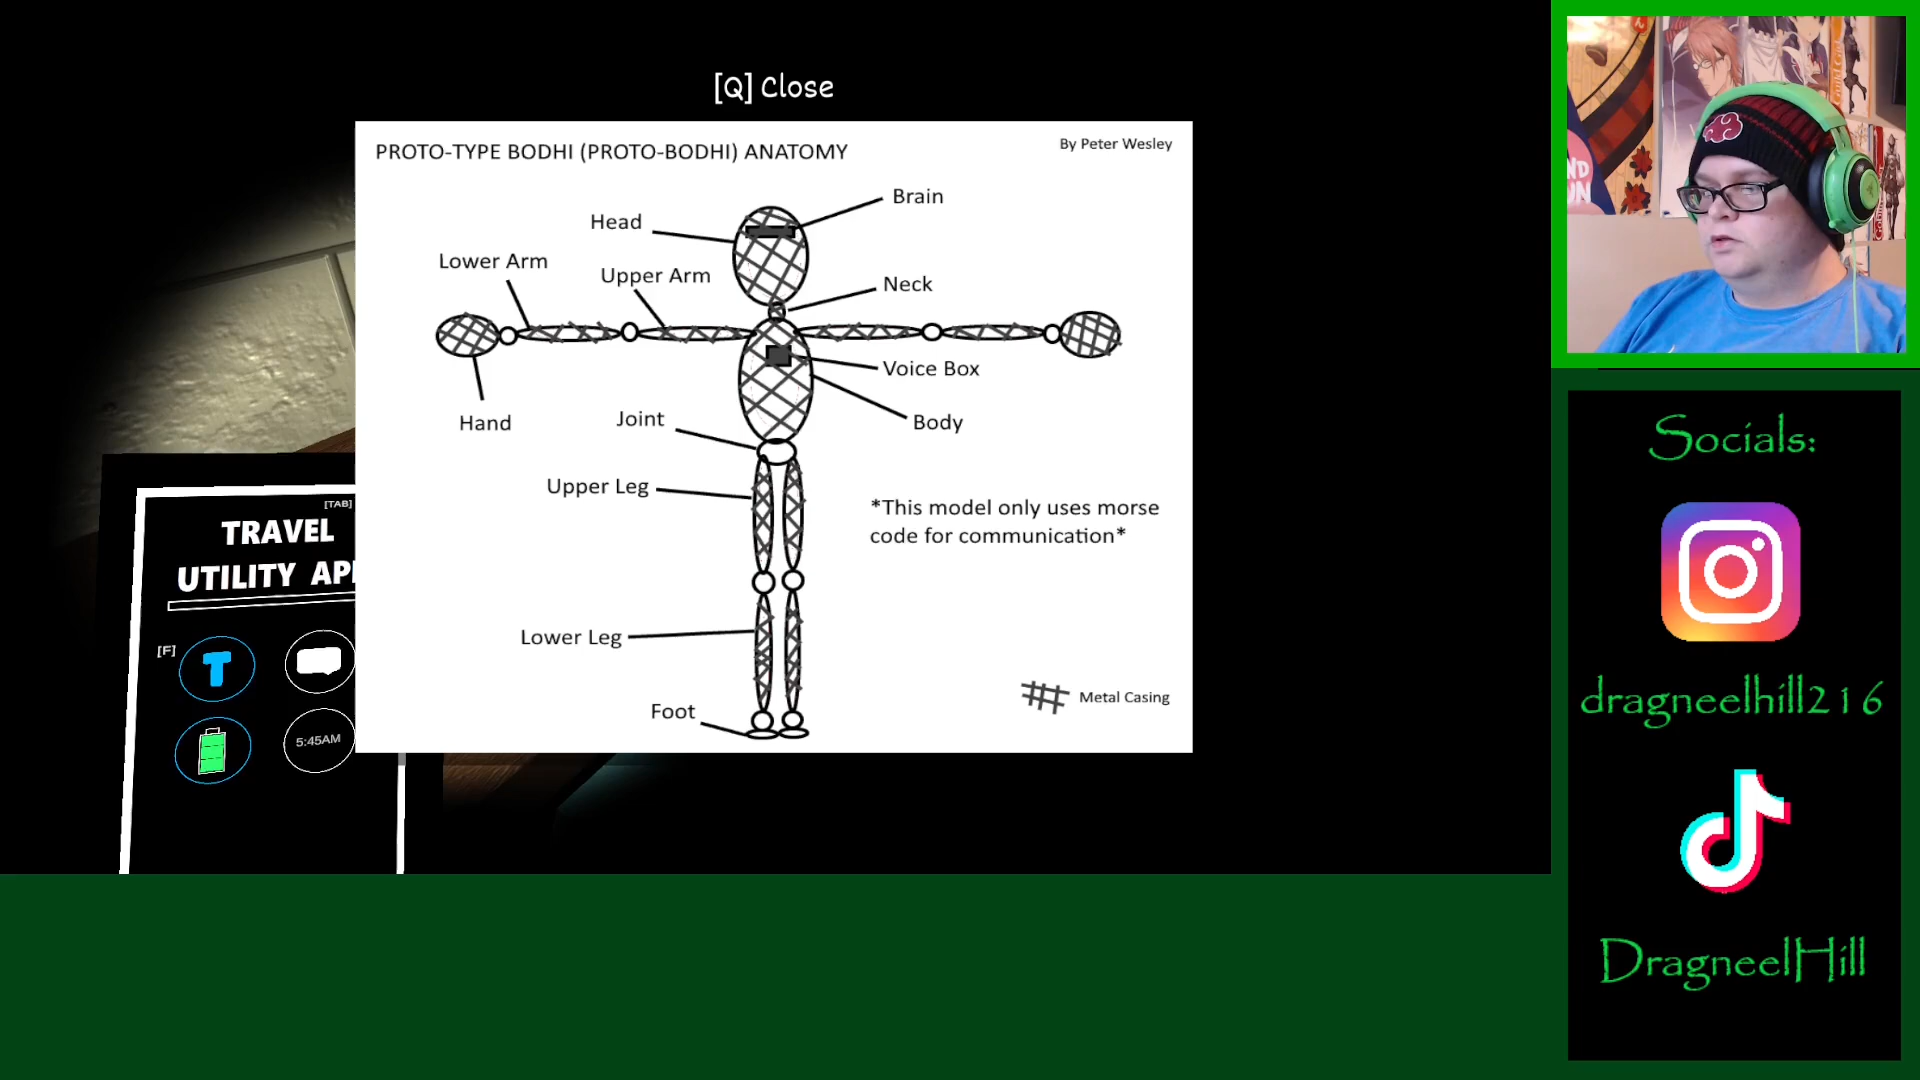 [Q] Close
PROTO-TYPE BODHI (PROTO-BODHI) ANATOMY
By Peter Wesley
Brain
Head
Lower Arm
Upper Arm
Neck
Voice Box
Hand
Joint
Body
Upper Leg
*This model only uses morse
code for communication*
Lower Leg
Metal Casing
Foot
[TAB]
TRAVEL
UTILITY AP
[F]
T
5:45AM
Socials:
dragneelhill216
DragneelHill